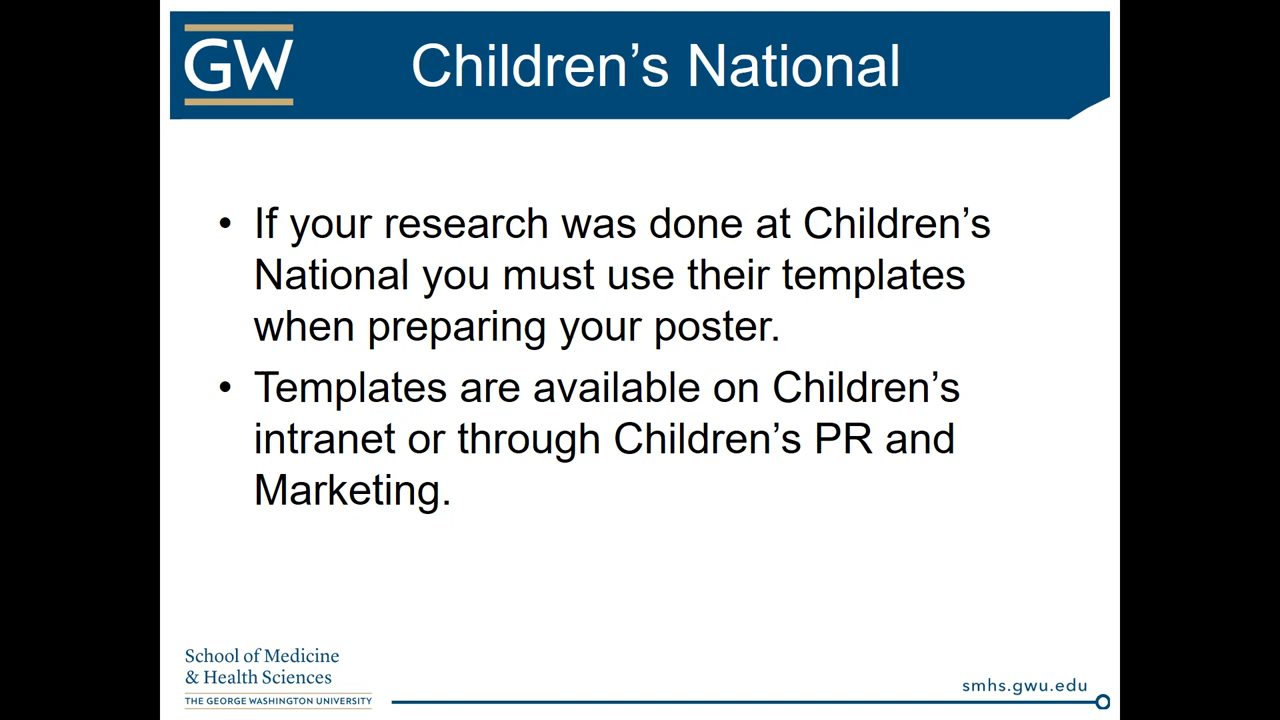 GW
Children’s National
• If your research was done at Children’s
National you must use their templates
when preparing your poster.
• Templates are available on Children’s
intranet or through Children’s PR and
Marketing.
School of Medicine
& Health Sciences
THE GEORGE WASHINGTON UNIVERSITY
smhs.gwu.edu